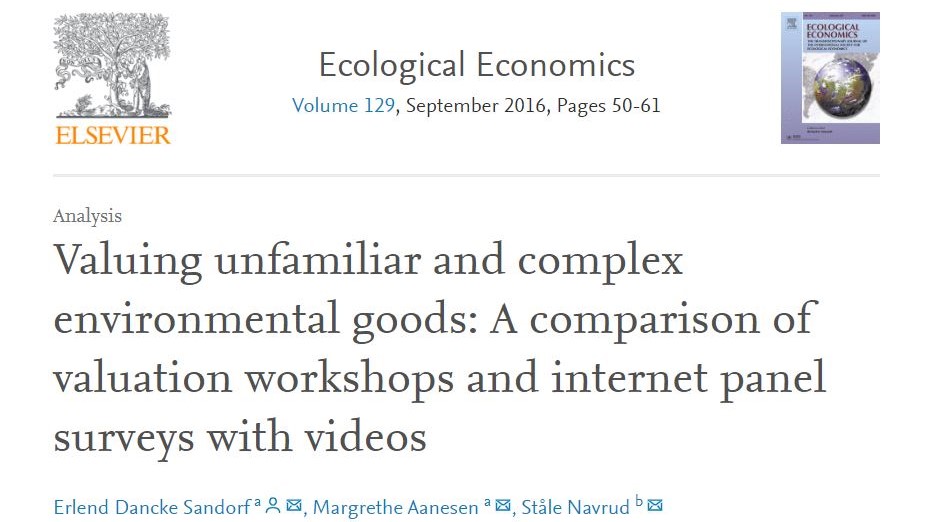 ELSEVIER
Ecological Economics
Volume 129, September 2016, Pages 50-61
ECOLOGICAL
ECONOMICS
Analysis
Valuing unfamiliar and complex
environmental goods: A comparison of
valuation workshops and internet panel
surveys with videos
Erlend Dancke Sandorf a, Margrethe Aanesen a, Ståle Navrud b